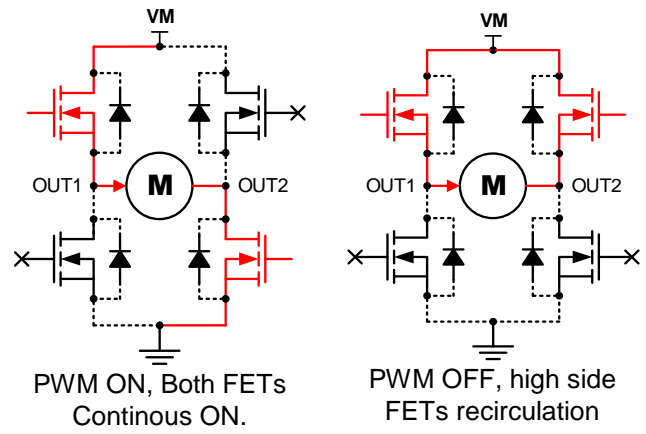 VM
VM
OUT1
M
OUT2
OUT1
M
OUT2
PWM ON, Both FETs
Continous ON.
PWM OFF, high side
FETs recirculation